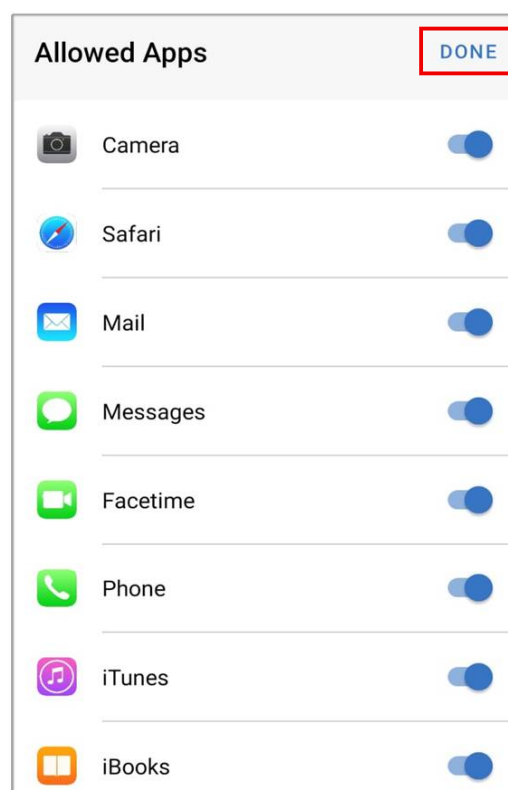 Allowed Apps DONE
Camera
Safari
Mail
Messages
Facetime
Phone
iTunes
iBooks